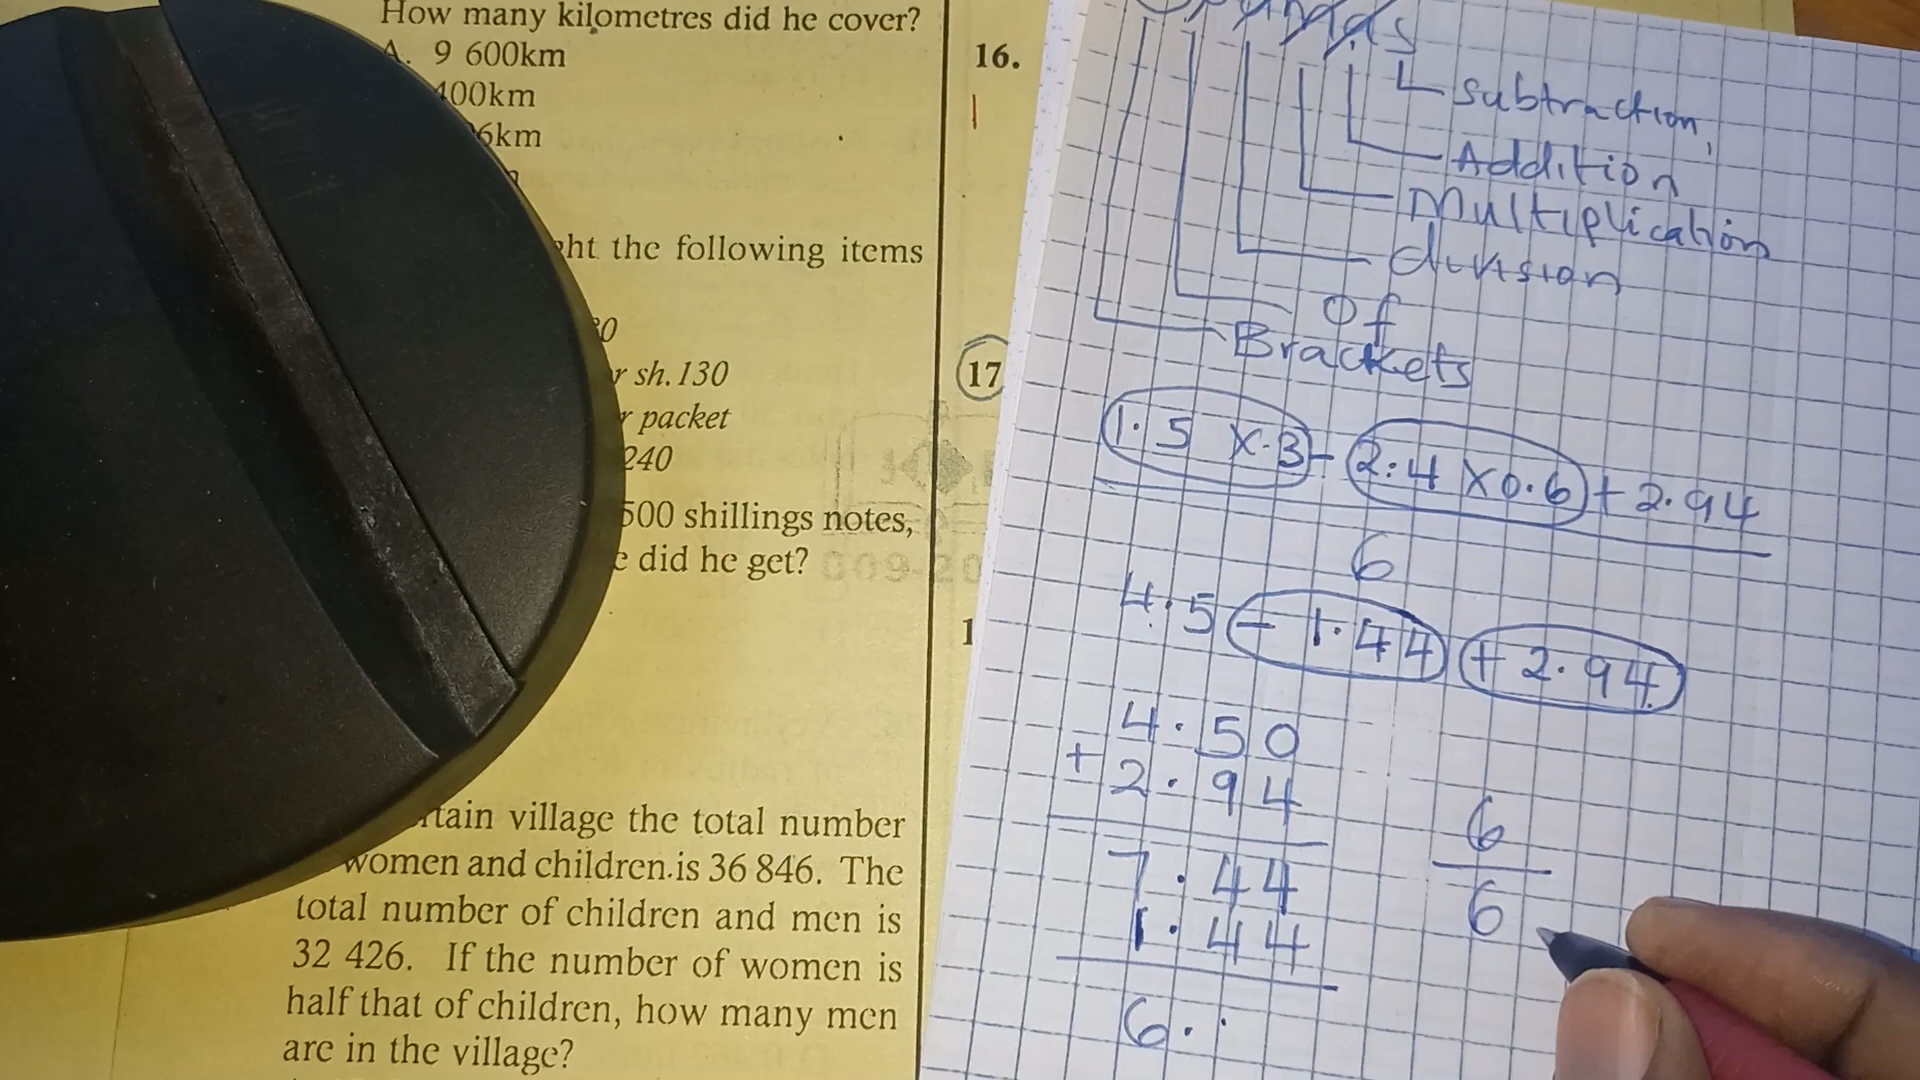 How many kilometres did he cover?
A. 9 600km
400km
6km
the following items
0
sh.130
packet
240
500 shillings notes,
did he get?
village the total number
women and children is 36 846. The
total number of children and men is
32 426. If the number of women is
half that of children, how many men
are in the village?
16.
17
1
Subtraction
Addition
Multiplication
division
Of
Brackets
1.5 x.3 - 2.4 x0.6 + 2.94
6
4.5 - 1.44 + 2.94
4.50
+ 2.94
7.44
1.44
6.
6
6